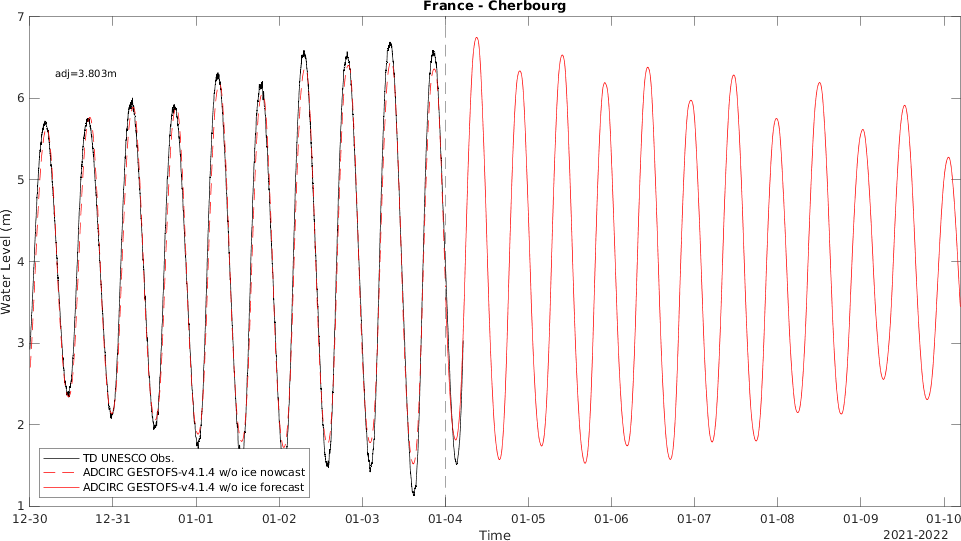 France - Cherbourg
7
adj=3.803m
6
5
4
3
2
1
Water Level (m)
TD UNESCO Obs.
ADCIRC GESTOFS-v4.1.4 w/o ice nowcast
ADCIRC GESTOFS-v4.1.4 w/o ice forecast
12-30 12-31 01-01 01-02 01-03 01-04 01-05 01-06 01-07 01-08 01-09 01-10
Time
2021-2022